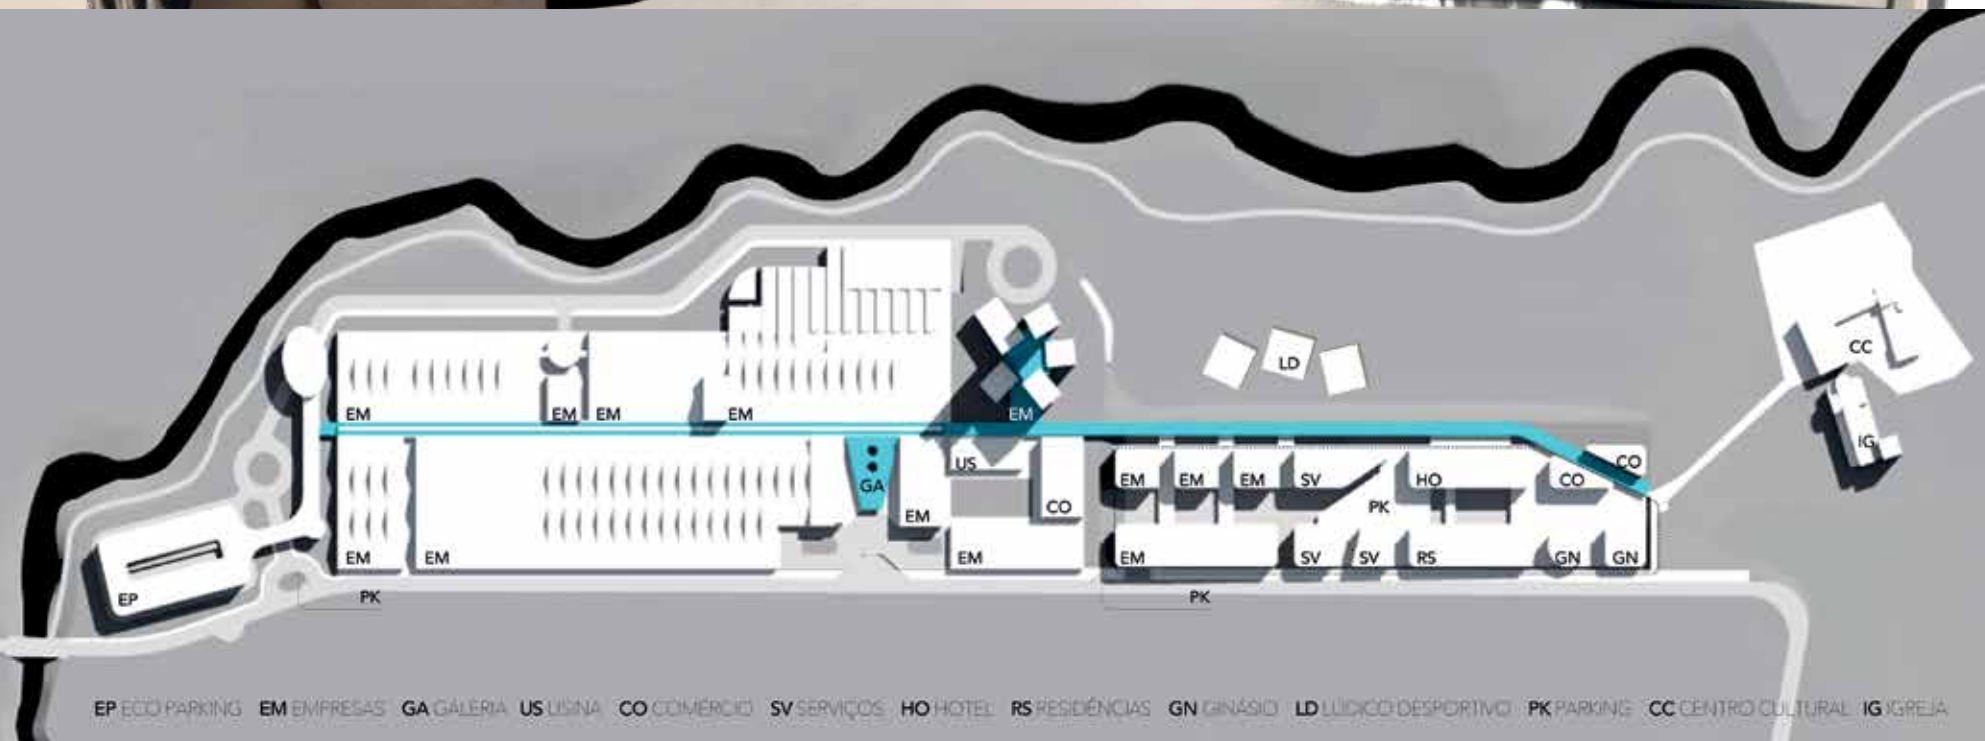 CC
LD
EM EM EM EM EM
IG
CO
US
EM EM EM SV HO CO
GA
PK
CO
EM
EM EM EM EM SV SV RS GN GN
EP PK PK
EP ECO PARKING EM EMPRESAS GA GALERIA US USINA CO COMÉRCIO SV SERVIÇOS HO HOTEL RS RESIDÊNCIAS GN GINÁSIO LD LÚDICO DESPORTIVO PK PARKING CC CENTRO CULTURAL IG IGREJA